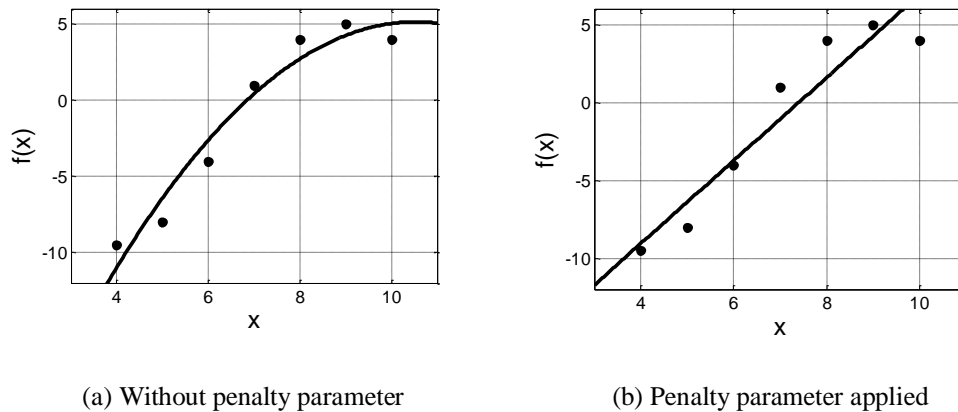 5
0
-5
-10
f(x)
4 6 8 10
x
(a) Without penalty parameter
5
0
-5
-10
f(x)
4 6 8 10
x
(b) Penalty parameter applied